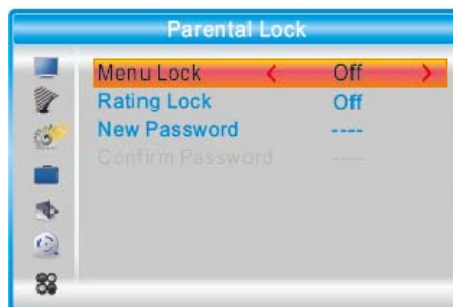 Parental Lock
Menu Lock < Off >
Rating Lock Off
New Password ----
Confirm Password ----